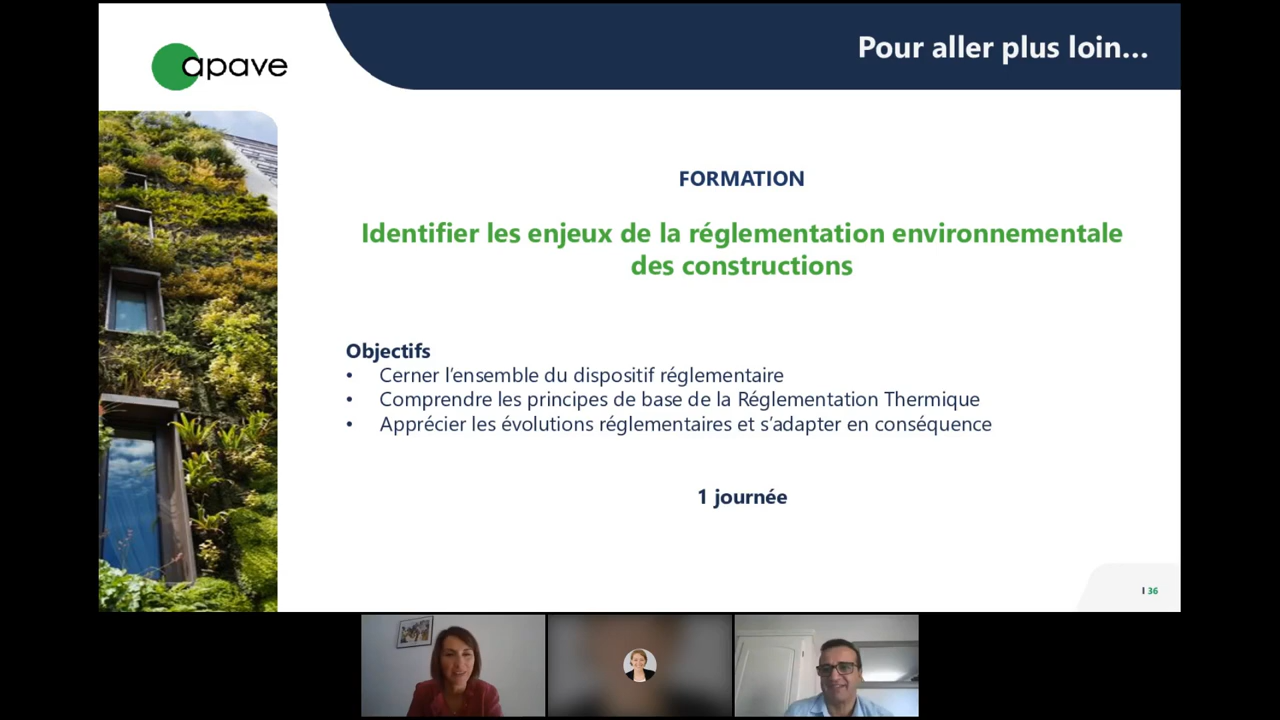 apave
Pour aller plus loin...
FORMATION
Identifier les enjeux de la réglementation environnementale
des constructions
Objectifs
• Cerner l’ensemble du dispositif réglementaire
• Comprendre les principes de base de la Réglementation Thermique
• Apprécier les évolutions réglementaires et s’adapter en conséquence
1 journée
I 36